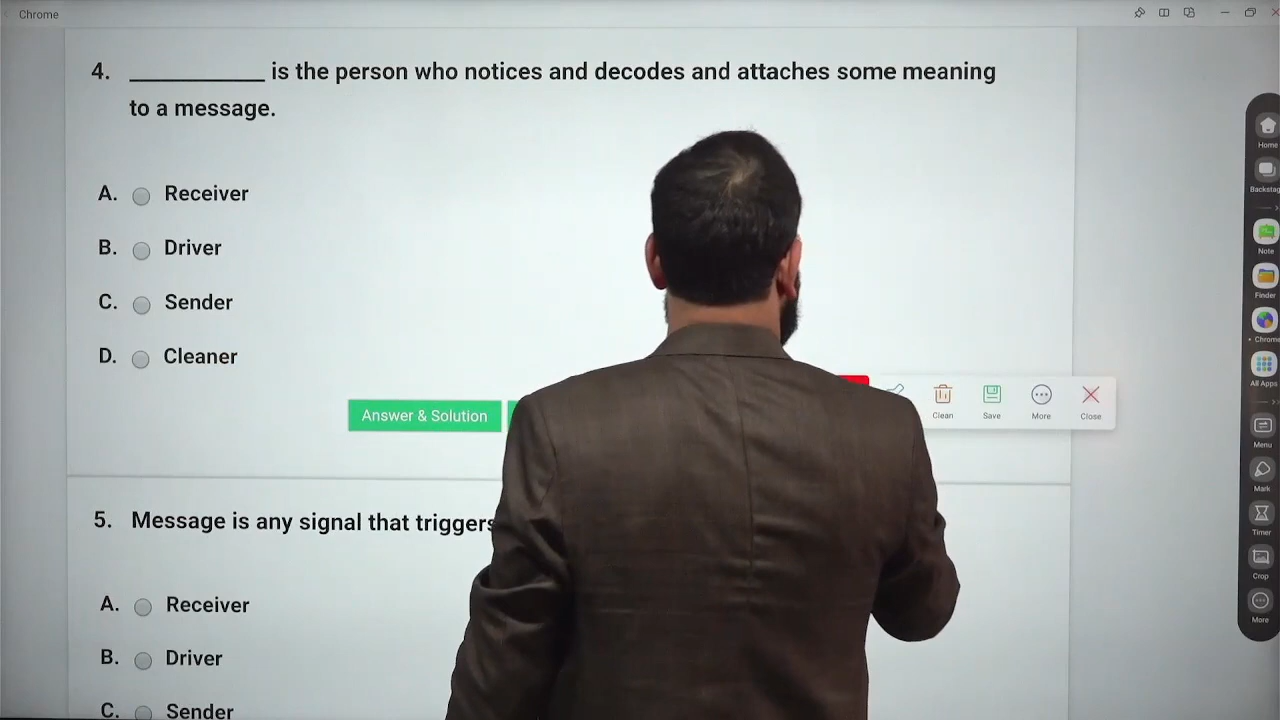 Chrome
4. __________ is the person who notices and decodes and attaches some meaning
to a message.
A. Receiver
B. Driver
C. Sender
D. Cleaner
Answer & Solution
Clean
Save
More
Close
5. Message is any signal that triggers
A. Receiver
B. Driver
C. Sender
Home
Backstag
Note
Finder
Chrome
All Apps
Menu
Mark
Timer
Crop
More